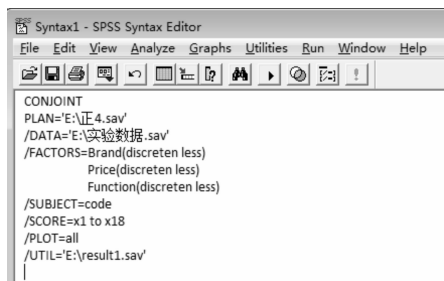 Syntax1 - SPSS Syntax Editor
File Edit View Analyze Graphs Utilities Run Window Help
CONJOINT
PLAN='E:\正4.sav'
/DATA='E:\实验数据.sav'
/FACTORS=Brand(discreten less)
Price(discreten less)
Function(discreten less)
/SUBJECT=code
/SCORE=x1 to x18
/PLOT=all
/UTIL='E:\result1.sav'